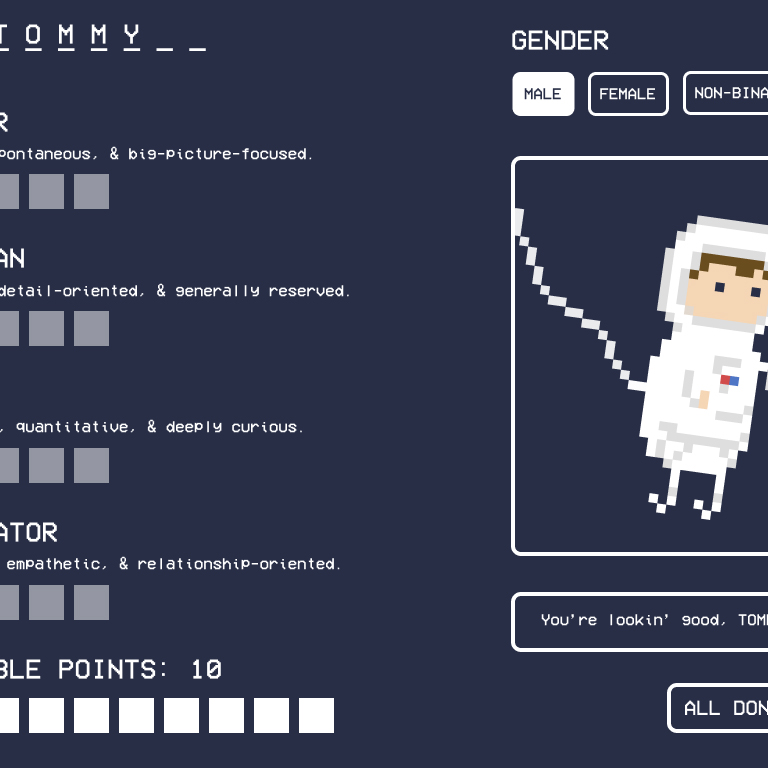 TOMMY_ _
R
pontaneous, & big-picture-focused.
AN
detail-oriented, & generally reserved.
, quantitative, & deeply curious.
ATOR
empathetic, & relationship-oriented.
BLE POINTS: 10
GENDER
MALE
FEMALE
NON-BINA
You're lookin' good, TOM
ALL DON